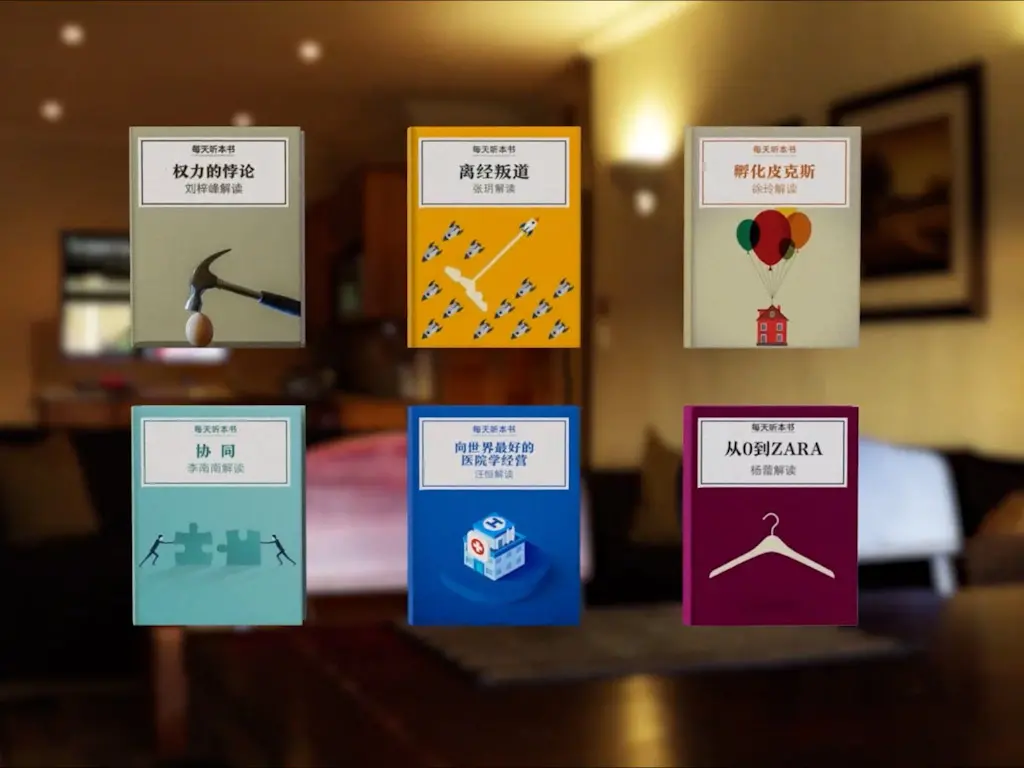 每天听本书
权力的悖论
刘梓峰解读
每天听本书
离经叛道
张玥解读
每天听本书
孵化皮克斯
徐玲解读
每天听本书
协 同
李南南解读
每天听本书
向世界最好的
医院学经营
汪恒解读
每天听本书
从0到ZARA
杨蕾解读